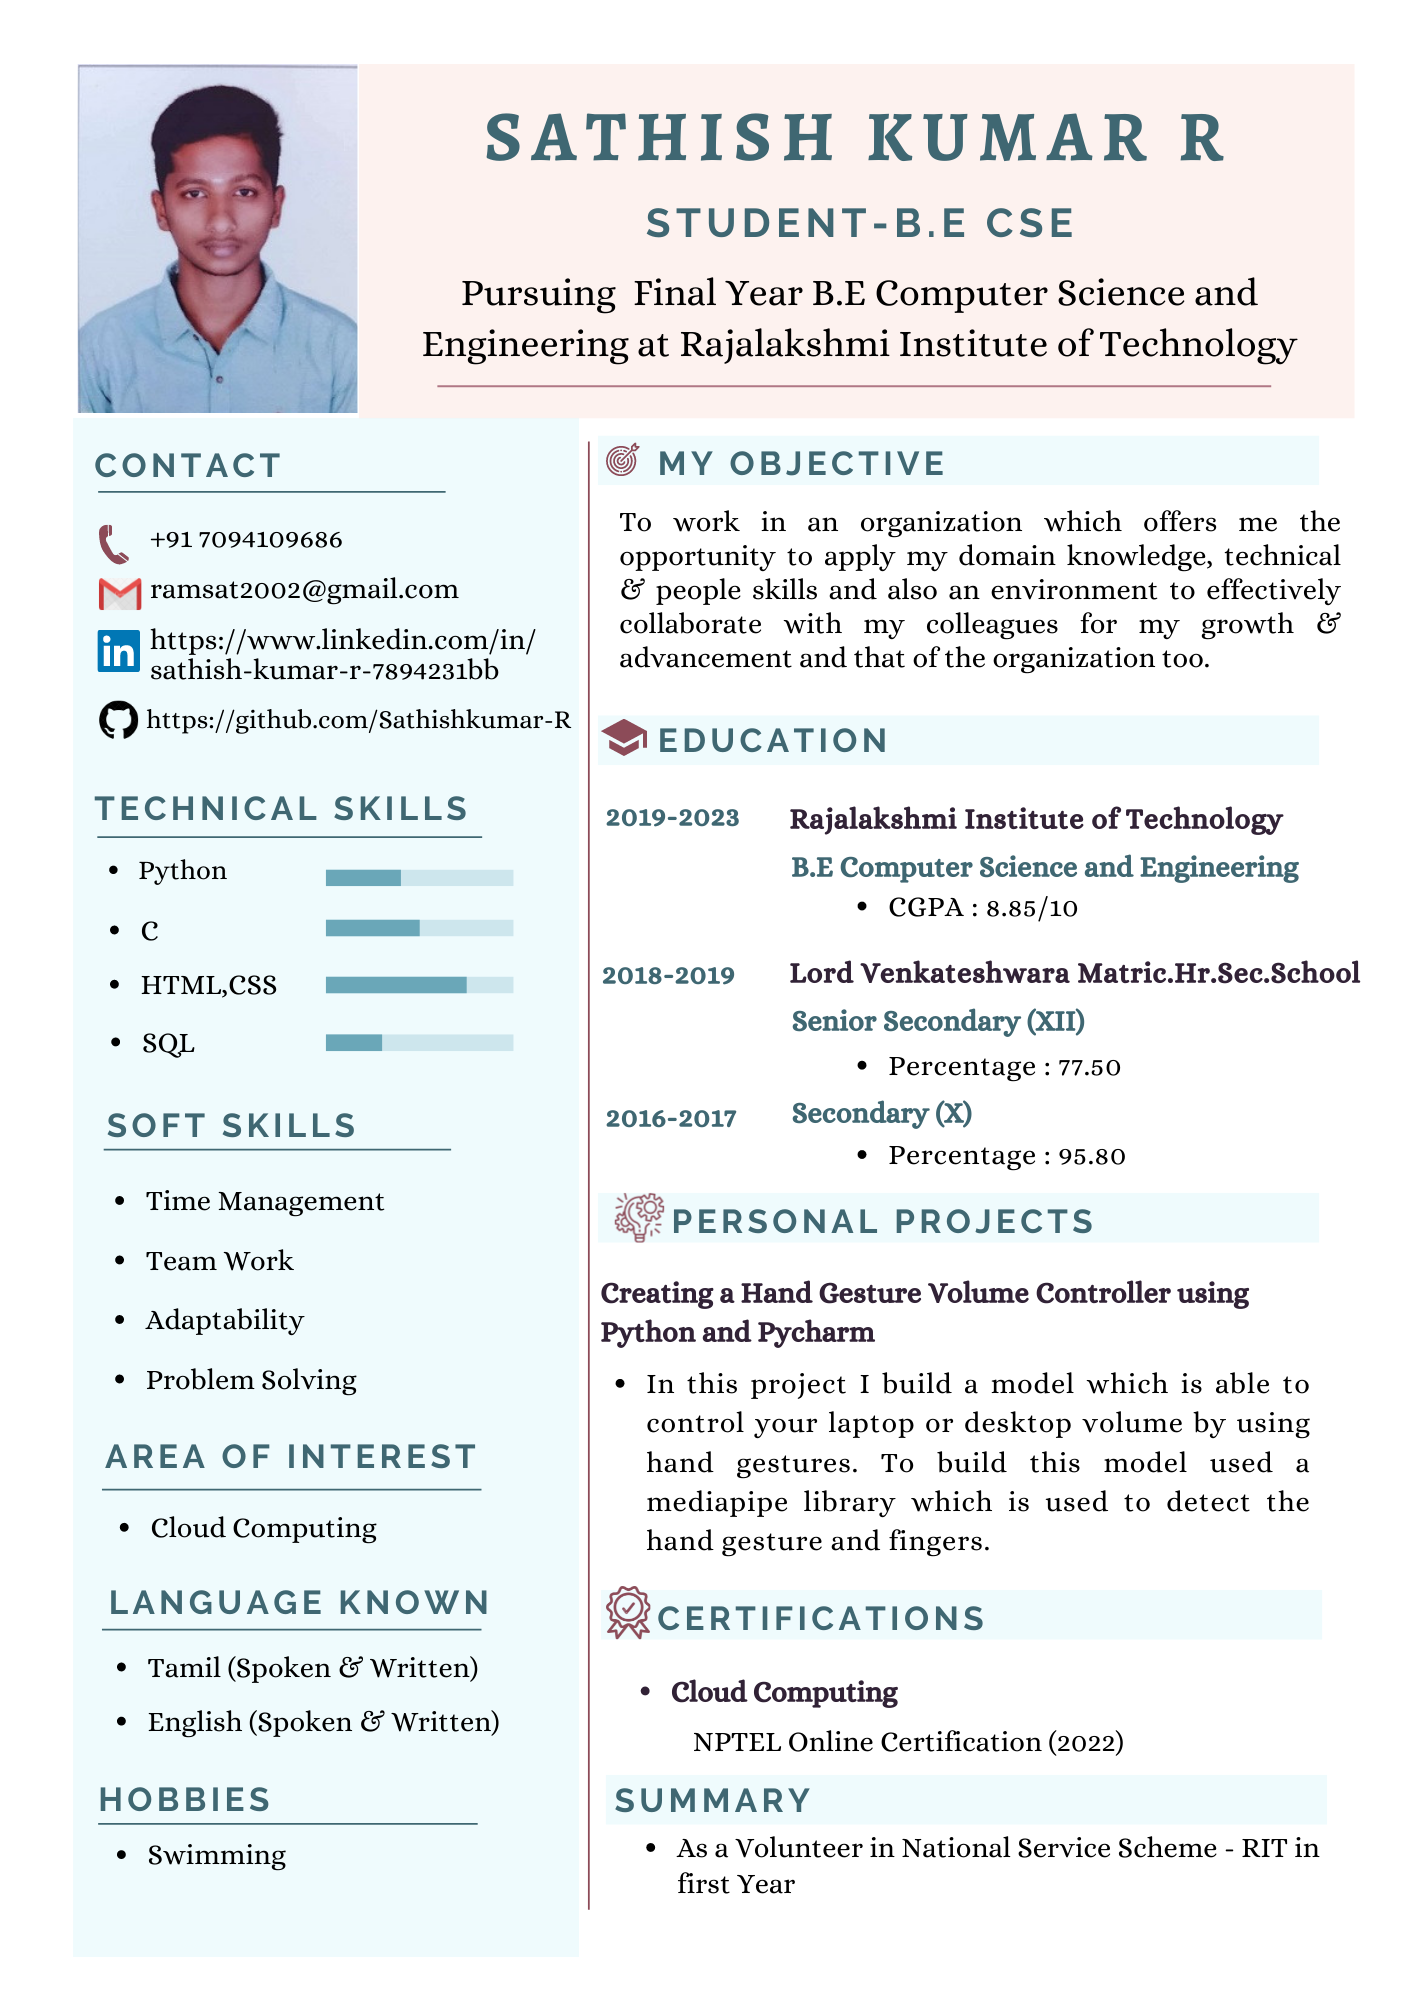 SATHISH KUMAR R
STUDENT-B.E CSE
Pursuing Final Year B.E Computer Science and
Engineering at Rajalakshmi Institute of Technology
CONTACT
+91 7094109686
ramsat2002@gmail.com
https://www.linkedin.com/in/
sathish-kumar-r-7894231bb
https://github.com/Sathishkumar-R
TECHNICAL SKILLS
• Python
• C
• HTML,CSS
• SQL
SOFT SKILLS
• Time Management
• Team Work
• Adaptability
• Problem Solving
AREA OF INTEREST
• Cloud Computing
LANGUAGE KNOWN
• Tamil (Spoken & Written)
• English (Spoken & Written)
HOBBIES
• Swimming
MY OBJECTIVE
To work in an organization which offers me the
opportunity to apply my domain knowledge, technical
& people skills and also an environment to effectively
collaborate with my colleagues for my growth &
advancement and that of the organization too.
EDUCATION
2019-2023 Rajalakshmi Institute of Technology
B.E Computer Science and Engineering
• CGPA : 8.85/10
2018-2019 Lord Venkateshwara Matric.Hr.Sec.School
Senior Secondary (XII)
• Percentage : 77.50
2016-2017 Secondary (X)
• Percentage : 95.80
PERSONAL PROJECTS
Creating a Hand Gesture Volume Controller using
Python and Pycharm
• In this project I build a model which is able to
control your laptop or desktop volume by using
hand gestures. To build this model used a
mediapipe library which is used to detect the
hand gesture and fingers.
CERTIFICATIONS
• Cloud Computing
NPTEL Online Certification (2022)
SUMMARY
• As a Volunteer in National Service Scheme - RIT in
first Year